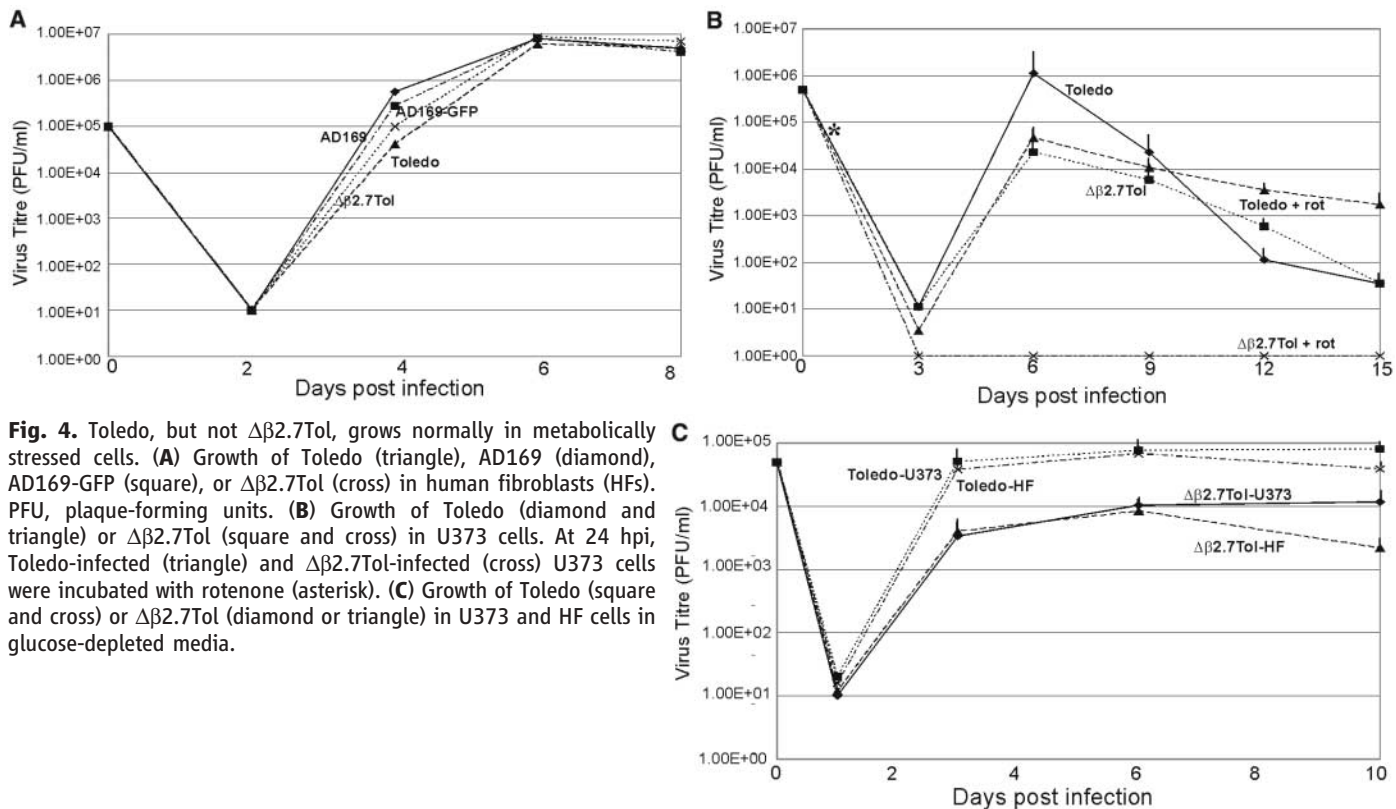 A
1.00E+07
1.00E+06
1.00E+05
1.00E+04
1.00E+03
1.00E+02
1.00E+01
1.00E+00
Virus Titre (PFU/ml)
AD169
AD169-GFP
Toledo
Δβ2.7Tol
0 2 4 6 8
Days post infection
B
1.00E+07
1.00E+06
1.00E+05
1.00E+04
1.00E+03
1.00E+02
1.00E+01
1.00E+00
Virus Titre (PFU/ml)
*
Toledo
Δβ2.7Tol
Toledo + rot
Δβ2.7Tol + rot
0 3 6 9 12 15
Days post infection
Fig. 4. Toledo, but not Δβ2.7Tol, grows normally in metabolically
stressed cells. (A) Growth of Toledo (triangle), AD169 (diamond),
AD169-GFP (square), or Δβ2.7Tol (cross) in human fibroblasts (HFs).
PFU, plaque-forming units. (B) Growth of Toledo (diamond and
triangle) or Δβ2.7Tol (square and cross) in U373 cells. At 24 hpi,
Toledo-infected (triangle) and Δβ2.7Tol-infected (cross) U373 cells
were incubated with rotenone (asterisk). (C) Growth of Toledo (square
and cross) or Δβ2.7Tol (diamond or triangle) in U373 and HF cells in
glucose-depleted media.
C
1.00E+05
1.00E+04
1.00E+03
1.00E+02
1.00E+01
1.00E+00
Virus Titre (PFU/ml)
Toledo-U373
Toledo-HF
Δβ2.7Tol-U373
Δβ2.7Tol-HF
0 2 4 6 10
Days post infection